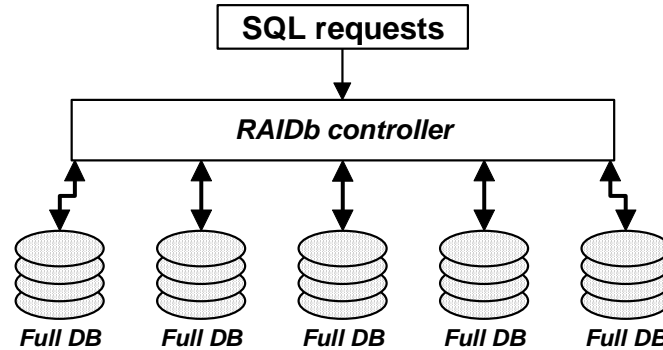 SQL requests
RAIDb controller
Full DB Full DB Full DB Full DB Full DB